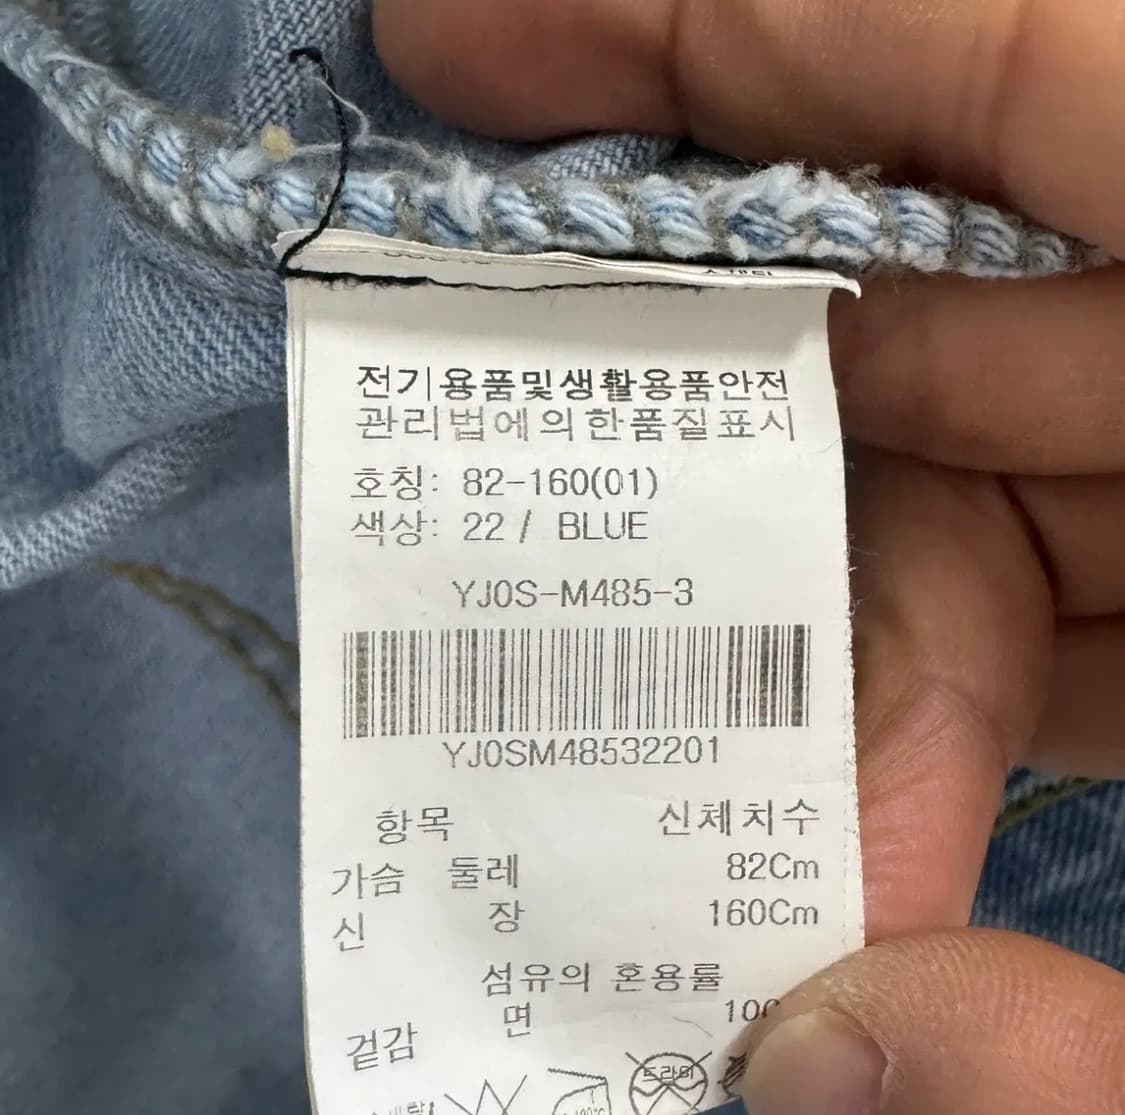 전기용품및생활용품안전
관리법에의한품질표시
호칭: 82-160(01)
색상: 22 / BLUE
YJ0S-M485-3
YJ0SM48532201
항목 신체치수
가슴 둘레 82Cm
신 장 160Cm
섬유의 혼용률
겉감 면
드라이